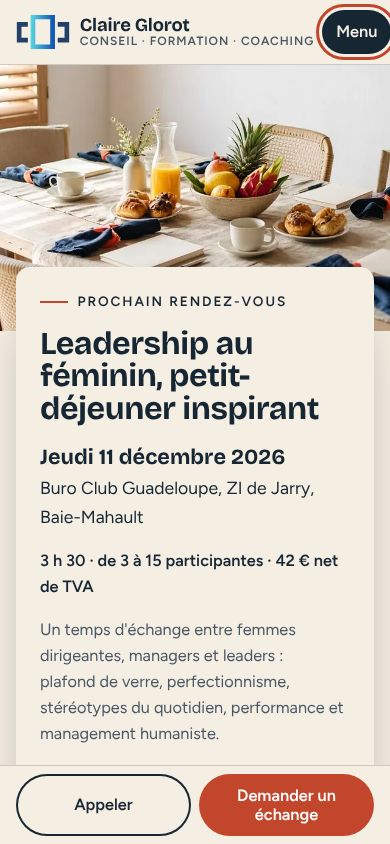 Claire Glorot
CONSEIL · FORMATION · COACHING
Menu
PROCHAIN RENDEZ-VOUS
Leadership au
féminin, petit-
déjeuner inspirant
Jeudi 11 décembre 2026
Buro Club Guadeloupe, ZI de Jarry,
Baie-Mahault
3 h 30 · de 3 à 15 participantes · 42 € net
de TVA
Un temps d'échange entre femmes
dirigeantes, managers et leaders :
plafond de verre, perfectionnisme,
stéréotypes du quotidien, performance et
management humaniste.
Appeler
Demander un
échange